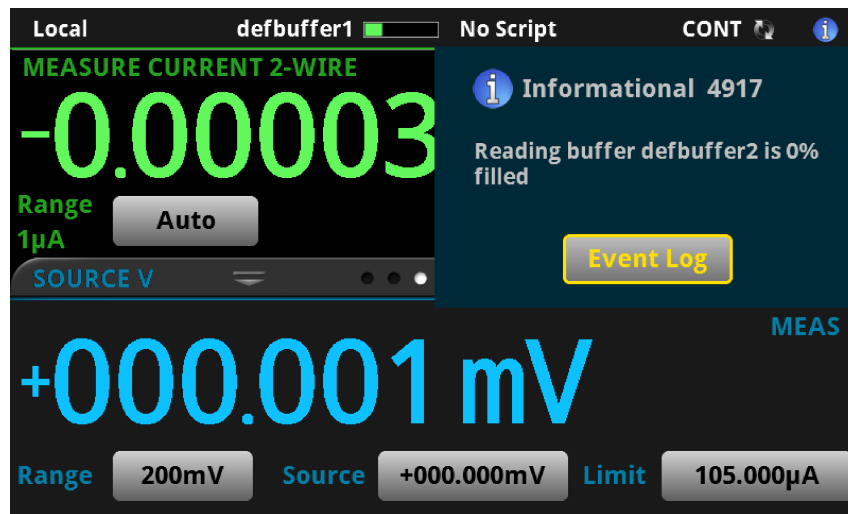 Local defbuffer1 No Script CONT
MEASURE CURRENT 2-WIRE
-0.00003
Informational 4917
Reading buffer defbuffer2 is 0%
filled
Event Log
Range
1µA
Auto
SOURCE V
MEAS
+000.001 mV
Range 200mV Source +000.000mV Limit 105.000µA